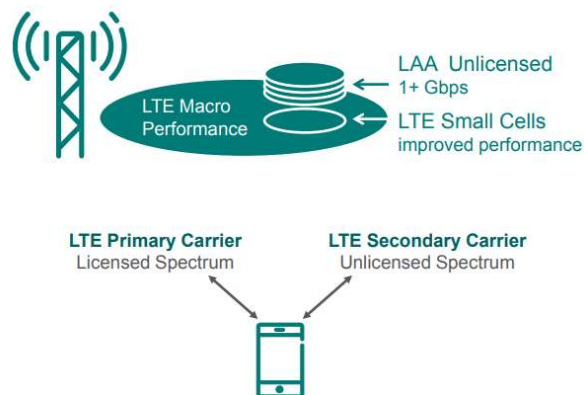 LAA Unlicensed
1+ Gbps
LTE Macro
Performance
LTE Small Cells
improved performance
LTE Primary Carrier
Licensed Spectrum
LTE Secondary Carrier
Unlicensed Spectrum